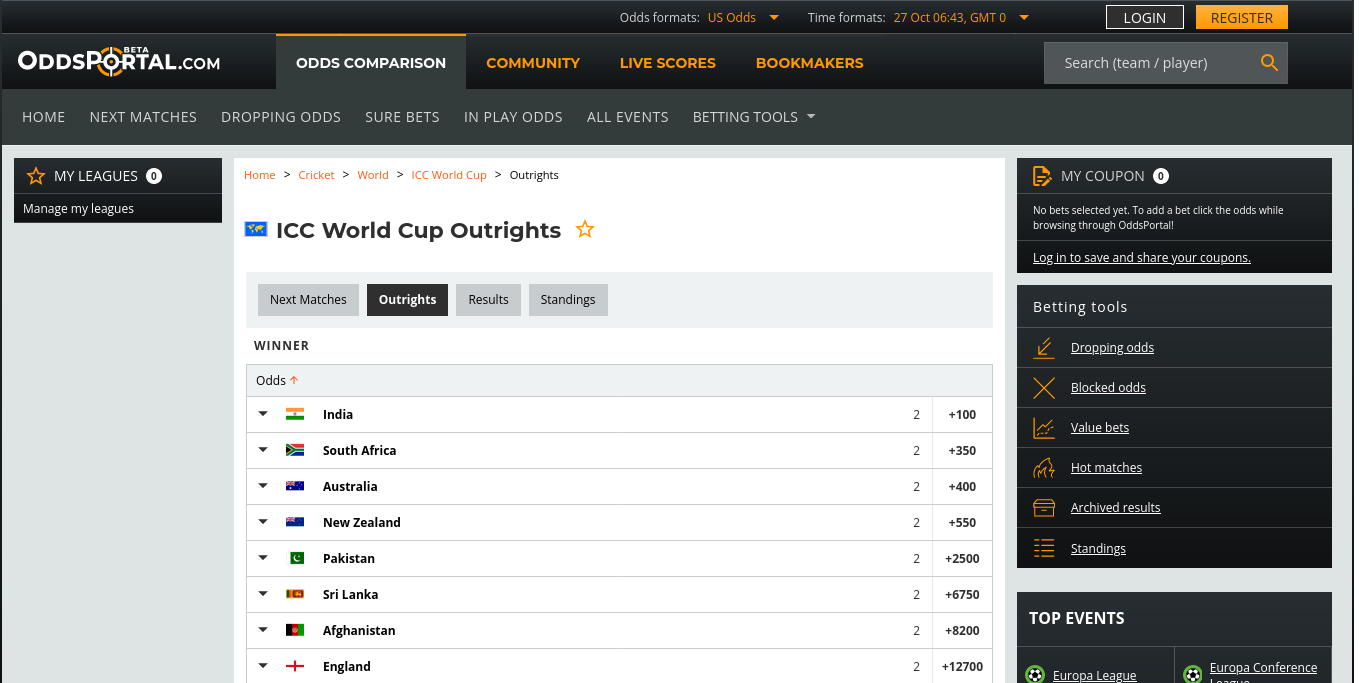 Odds formats: US Odds Time formats: 27 Oct 06:43, GMT 0 LOGIN REGISTER
ODDSPORTAL.COM BETA
ODDS COMPARISON COMMUNITY LIVE SCORES BOOKMAKERS Search (team / player)
HOME NEXT MATCHES DROPPING ODDS SURE BETS IN PLAY ODDS ALL EVENTS BETTING TOOLS
MY LEAGUES 0
Manage my leagues
Home > Cricket > World > ICC World Cup > Outrights
ICC World Cup Outrights
Next Matches Outrights Results Standings
WINNER
Odds
India 2 +100
South Africa 2 +350
Australia 2 +400
New Zealand 2 +550
Pakistan 2 +2500
Sri Lanka 2 +6750
Afghanistan 2 +8200
England 2 +12700
MY COUPON 0
No bets selected yet. To add a bet click the odds while
browsing through OddsPortal!
Log in to save and share your coupons.
Betting tools
Dropping odds
Blocked odds
Value bets
Hot matches
Archived results
Standings
TOP EVENTS
Europa League
Europa Conference
League